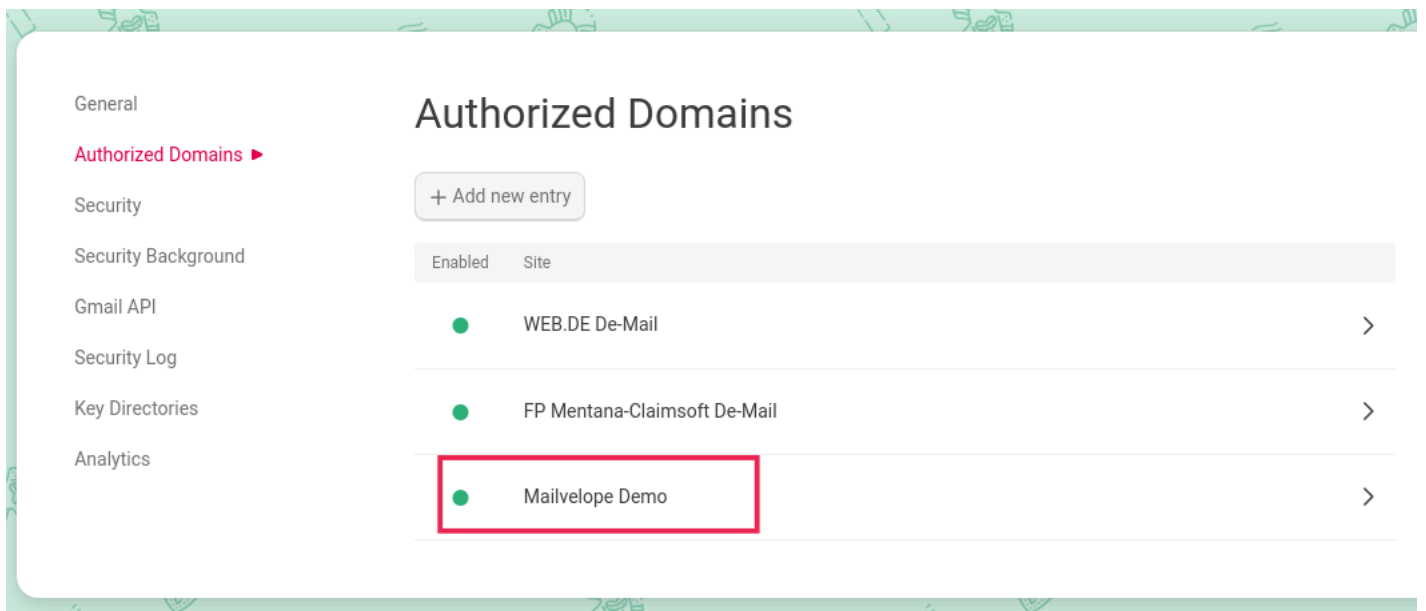 General
Authorized Domains
Security
Security Background
Gmail API
Security Log
Key Directories
Analytics
Authorized Domains
+ Add new entry
Enabled Site
WEB.DE De-Mail
FP Mentana-Claimsoft De-Mail
Mailvelope Demo